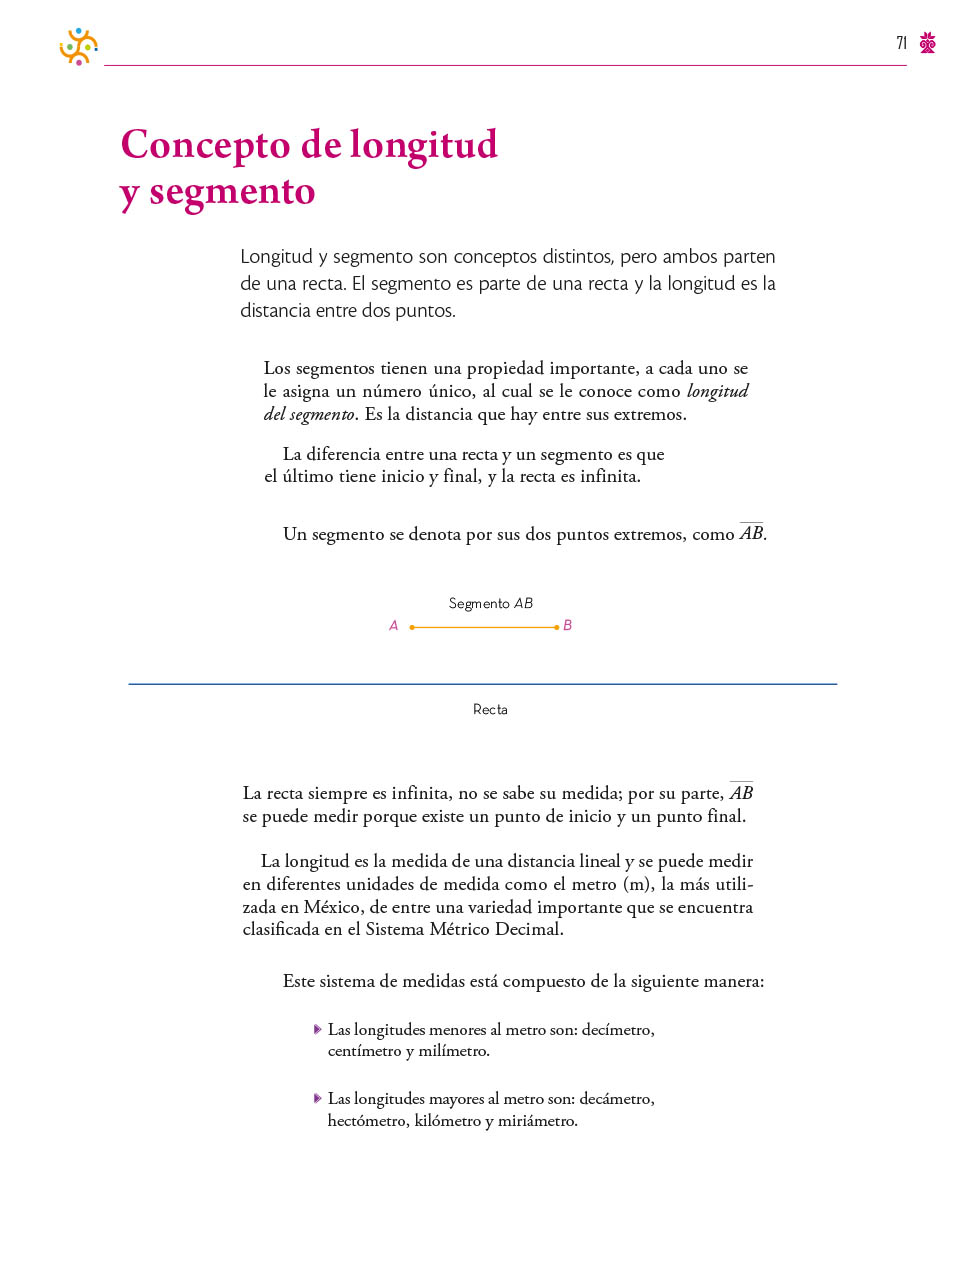 71
Concepto de longitud
y segmento
Longitud y segmento son conceptos distintos, pero ambos parten
de una recta. El segmento es parte de una recta y la longitud es la
distancia entre dos puntos.
Los segmentos tienen una propiedad importante, a cada uno se
le asigna un número único, al cual se le conoce como longitud
del segmento. Es la distancia que hay entre sus extremos.
La diferencia entre una recta y un segmento es que
el último tiene inicio y final, y la recta es infinita.
Un segmento se denota por sus dos puntos extremos, como A̅B̅.
Segmento AB
A B
Recta
La recta siempre es infinita, no se sabe su medida; por su parte, A̅B̅
se puede medir porque existe un punto de inicio y un punto final.
La longitud es la medida de una distancia lineal y se puede medir
en diferentes unidades de medida como el metro (m), la más utili-
zada en México, de entre una variedad importante que se encuentra
clasificada en el Sistema Métrico Decimal.
Este sistema de medidas está compuesto de la siguiente manera:
Las longitudes menores al metro son: decímetro,
centímetro y milímetro.
Las longitudes mayores al metro son: decámetro,
hectómetro, kilómetro y miriámetro.